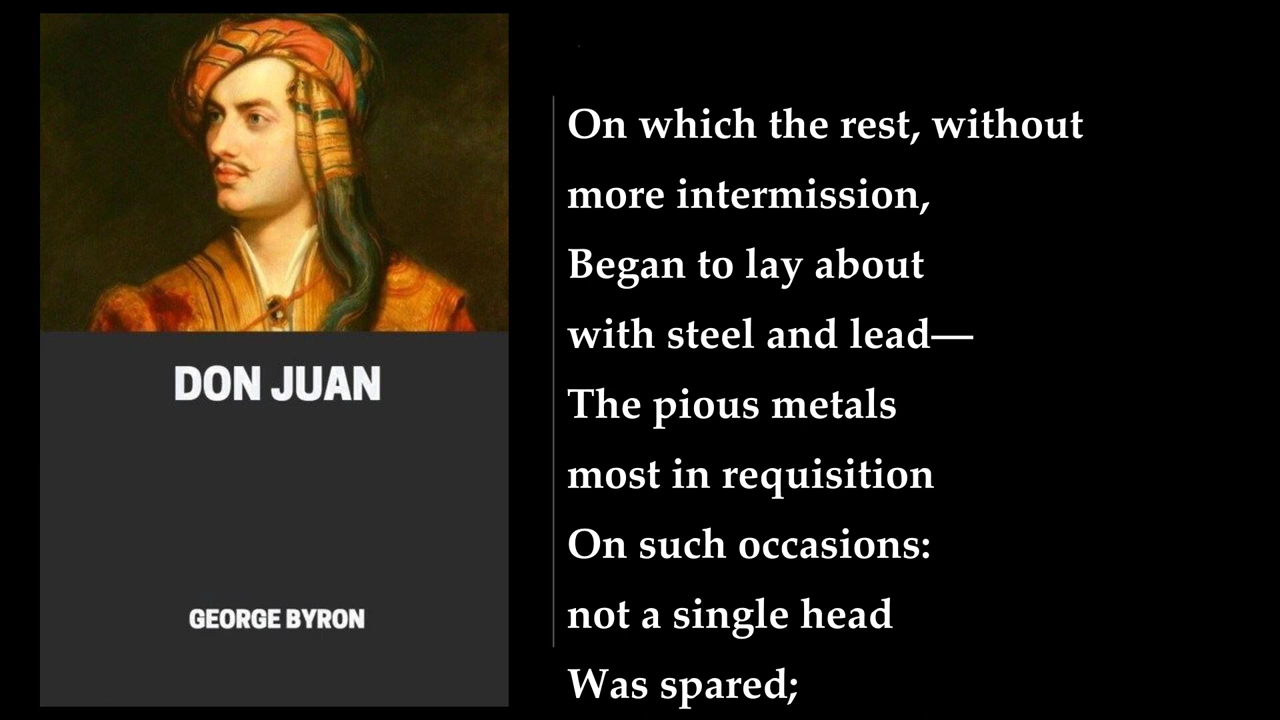 DON JUAN
GEORGE BYRON
On which the rest, without
more intermission,
Began to lay about
with steel and lead—
The pious metals
most in requisition
On such occasions:
not a single head
Was spared;